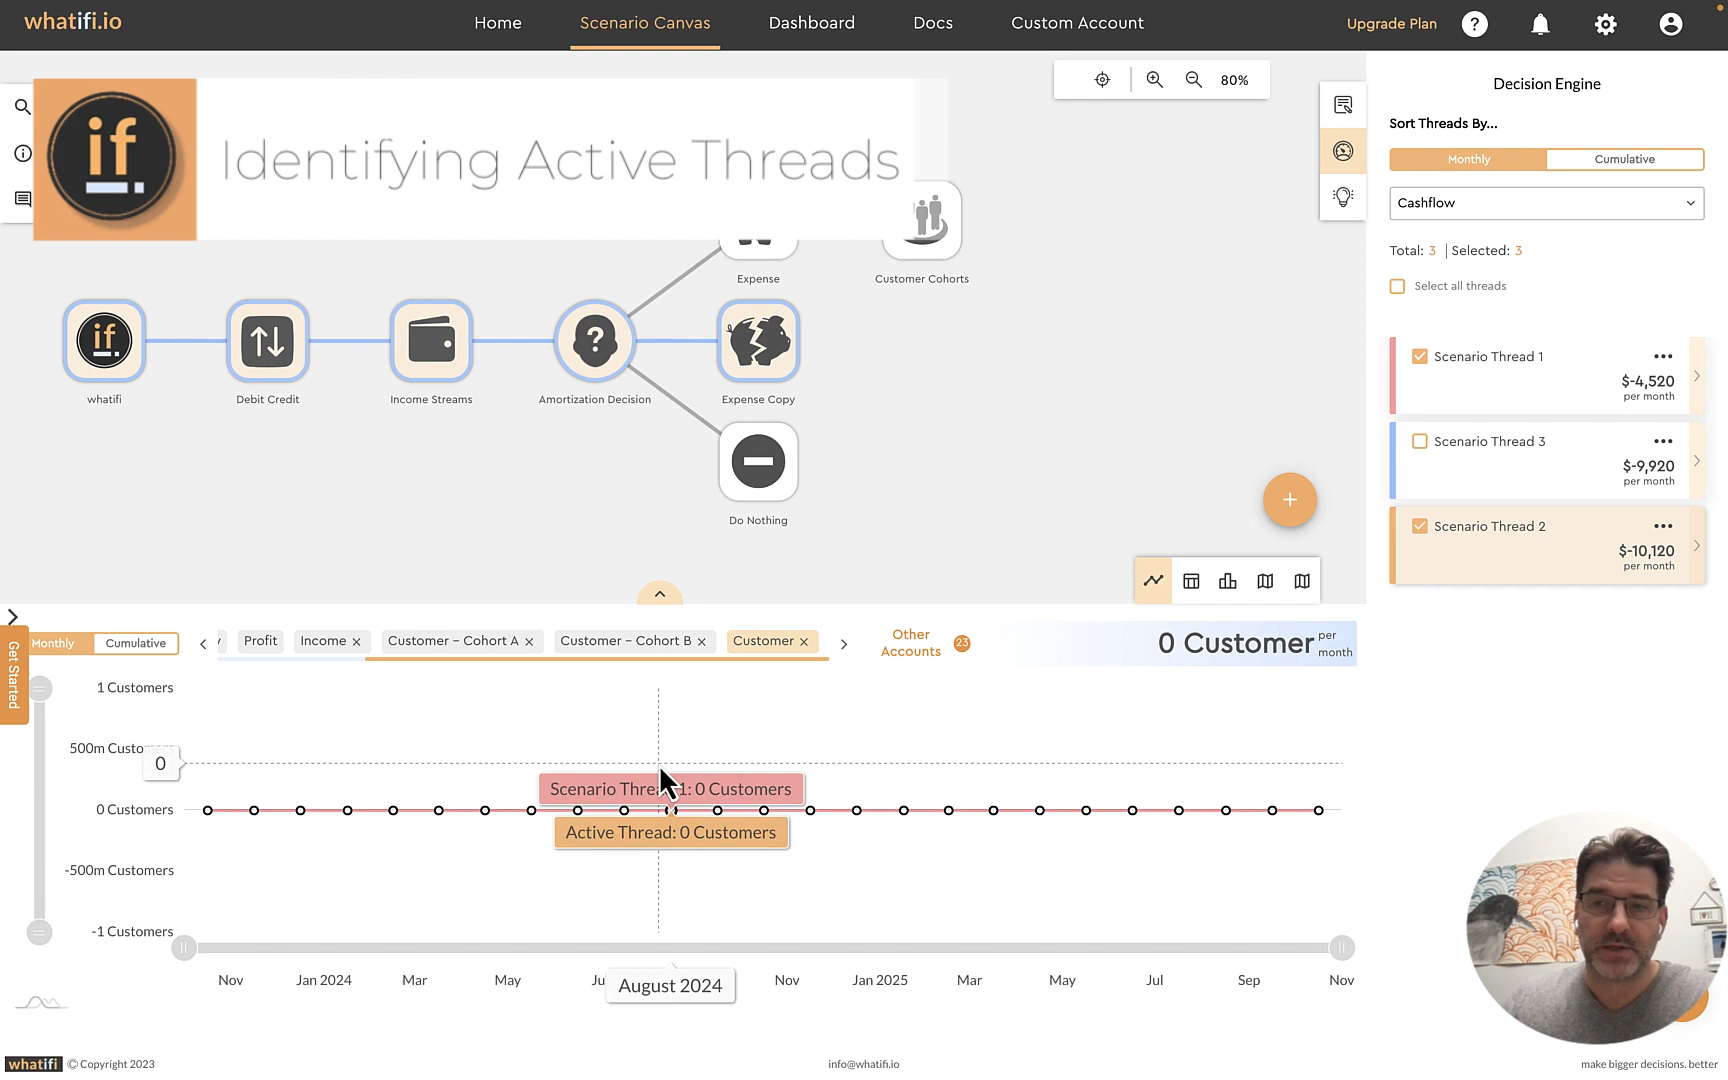 whatifi.io
Home
Scenario Canvas
Dashboard
Docs
Custom Account
Upgrade Plan
?
80%
if
Identifying Active Threads
Expense
Customer Cohorts
if
?
whatifi
Debit Credit
Income Streams
Amortization Decision
Expense Copy
Do Nothing
+
Decision Engine
Sort Threads By...
Monthly
Cumulative
Cashflow
Total: 3 | Selected: 3
Select all threads
Scenario Thread 1
$-4,520
per month
Scenario Thread 3
$-9,920
per month
Scenario Thread 2
$-10,120
per month
Get Started
Monthly
Cumulative
Profit
Income ×
Customer - Cohort A ×
Customer - Cohort B ×
Customer ×
Other
Accounts
23
0 Customer per month
1 Customers
500m
0
0 Customers
-500m Customers
-1 Customers
Scenario 1: 0 Customers
Active Thread: 0 Customers
Nov
Jan 2024
Mar
May
August 2024
Nov
Jan 2025
Mar
May
Jul
Sep
Nov
whatifi © Copyright 2023
info@whatifi.io
make bigger decisions. better